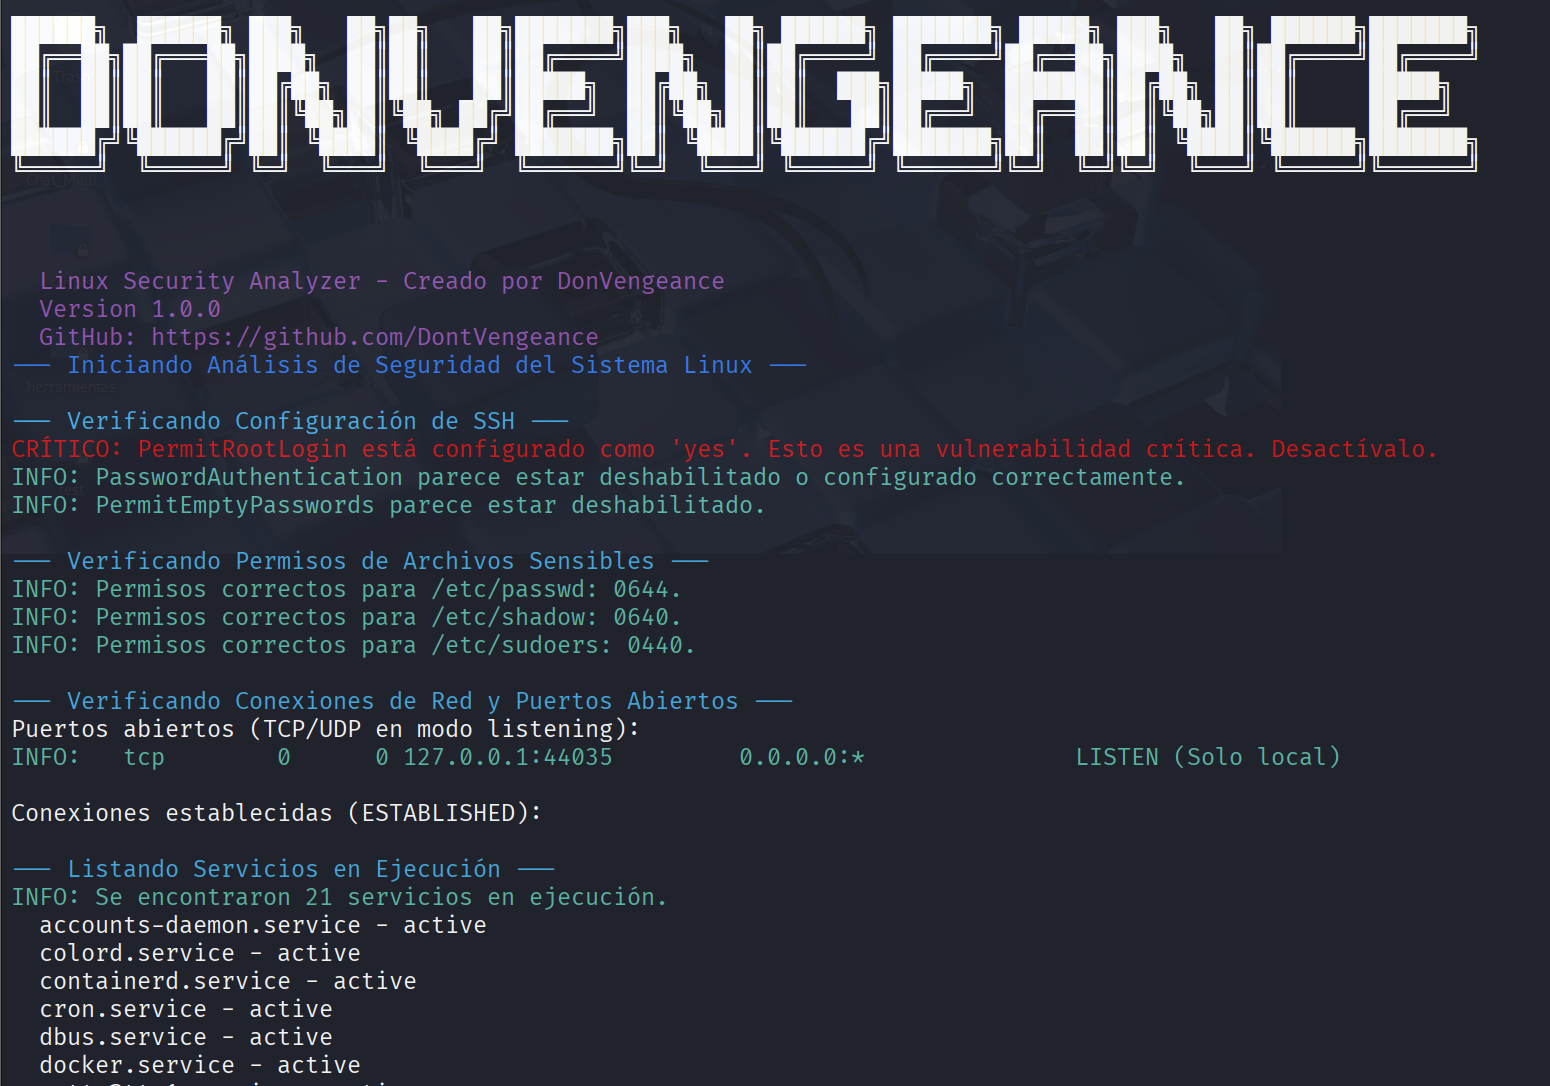 DONVENGEANCE
Linux Security Analyzer - Creado por DonVengeance
Version 1.0.0
GitHub: https://github.com/DontVengeance
--- Iniciando Análisis de Seguridad del Sistema Linux ---
--- Verificando Configuración de SSH ---
CRÍTICO: PermitRootLogin está configurado como 'yes'. Esto es una vulnerabilidad crítica. Desactívalo.
INFO: PasswordAuthentication parece estar deshabilitado o configurado correctamente.
INFO: PermitEmptyPasswords parece estar deshabilitado.
--- Verificando Permisos de Archivos Sensibles ---
INFO: Permisos correctos para /etc/passwd: 0644.
INFO: Permisos correctos para /etc/shadow: 0640.
INFO: Permisos correctos para /etc/sudoers: 0440.
--- Verificando Conexiones de Red y Puertos Abiertos ---
Puertos abiertos (TCP/UDP en modo listening):
INFO: tcp 0 0 127.0.0.1:44035 0.0.0.0:* LISTEN (Solo local)
Conexiones establecidas (ESTABLISHED):
--- Listando Servicios en Ejecución ---
INFO: Se encontraron 21 servicios en ejecución.
accounts-daemon.service - active
colord.service - active
containerd.service - active
cron.service - active
dbus.service - active
docker.service - active